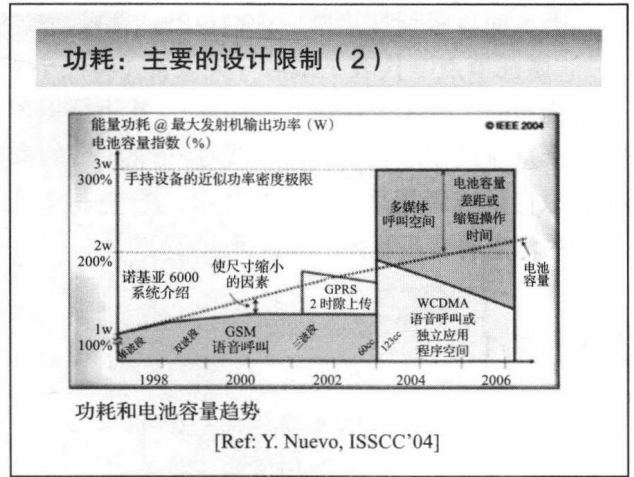 功耗：主要的设计限制（2）
能量功耗 @ 最大发射机输出功率（W）
© IEEE 2004
电池容量指数（%）
3w
300%
手持设备的近似功率密度极限
多媒体
呼叫空间
电池容量
差距或
缩短操作
时间
2w
200%
诺基亚 6000
系统介绍
使尺寸缩小
的因素
GPRS
2 时隙上传
电池
容量
WCDMA
语音呼叫或
独立应用
程序空间
1w
100%
单波段
双波段
GSM
语音呼叫
三波段
60cc
123cc
1998
2000
2002
2004
2006
功耗和电池容量趋势
[Ref: Y. Nuevo, ISSCC’04]